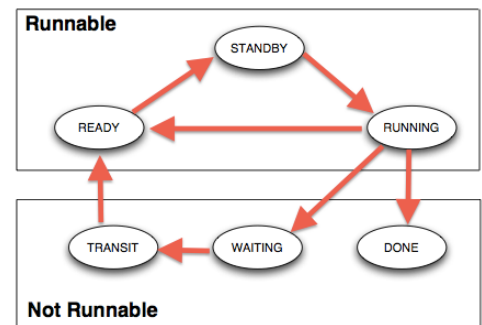 Runnable
STANDBY
READY
RUNNING
TRANSIT
WAITING
DONE
Not Runnable